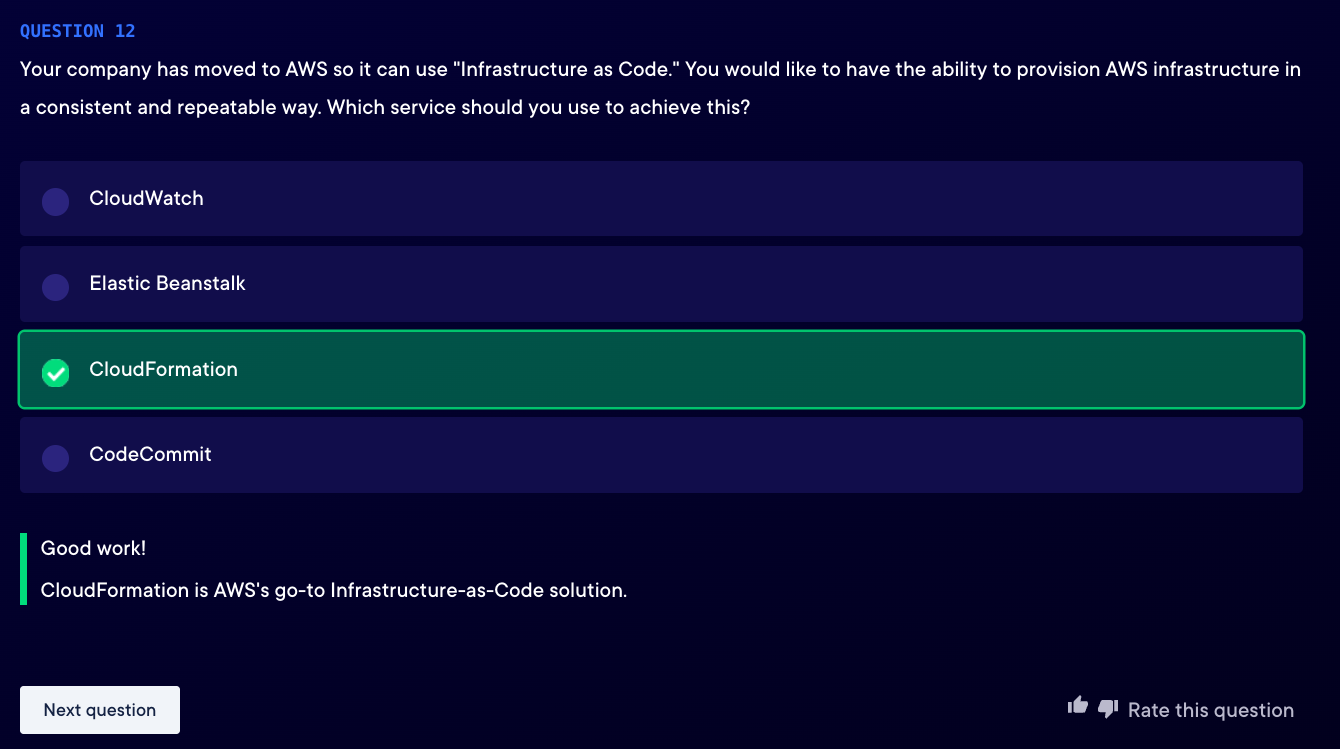 QUESTION 12
Your company has moved to AWS so it can use "Infrastructure as Code." You would like to have the ability to provision AWS infrastructure in
a consistent and repeatable way. Which service should you use to achieve this?
CloudWatch
Elastic Beanstalk
CloudFormation
CodeCommit
Good work!
CloudFormation is AWS's go-to Infrastructure-as-Code solution.
Next question
Rate this question